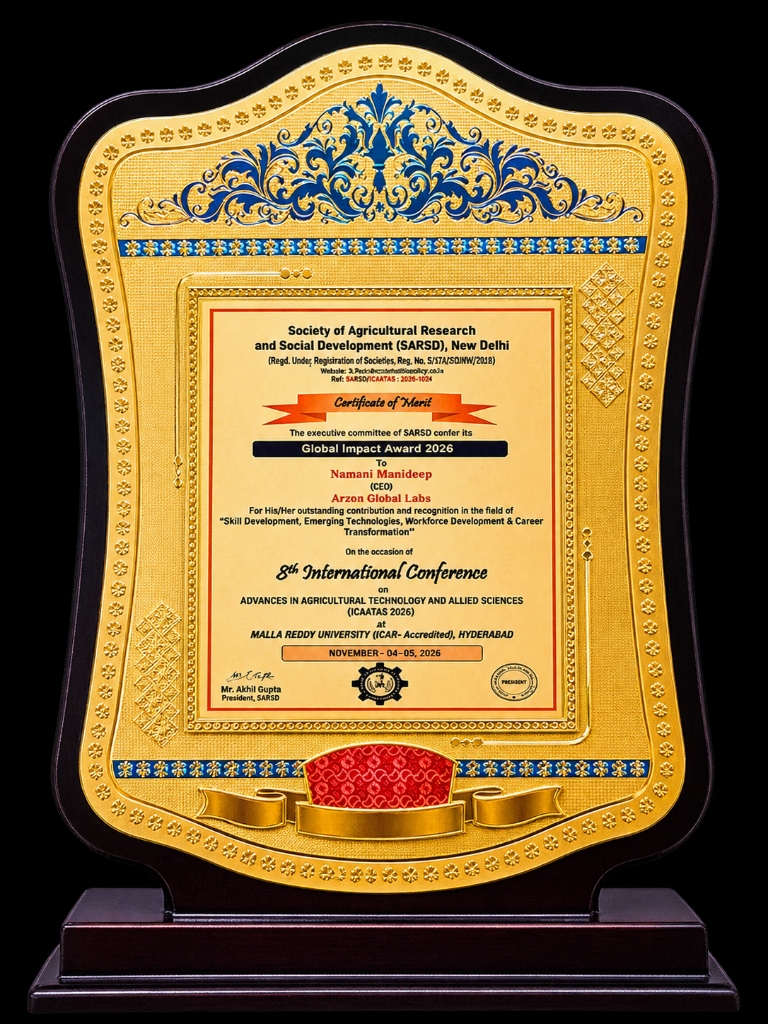 Society of Agricultural Research
and Social Development (SARSD), New Delhi
(Regd. Under, Registration of Societies, Reg. No. S/17A/SDJNW/2018)
Website:
Ref: SARSD/ICAATAS : 2025-1024
Certificate of Merit
The executive committee of SARSD confer its
Global Impact Award 2026
To
Namani Manideep
(CEO)
Arzon Global Labs
For His/Her outstanding contribution and recognition in the field of
"Skill Development, Emerging Technologies, Workforce Development & Career
Transformation"
On the occasion of
8th International Conference
on
ADVANCES IN AGRICULTURAL TECHNOLOGY AND ALLIED SCIENCES
(ICAATAS 2026)
at
MALLA REDDY UNIVERSITY ((CAR- Accredited), HYDERABAD
NOVEMBER- 04-05, 2026
Mr. Akhil Gupta
President, SARSD
PRESIDENT